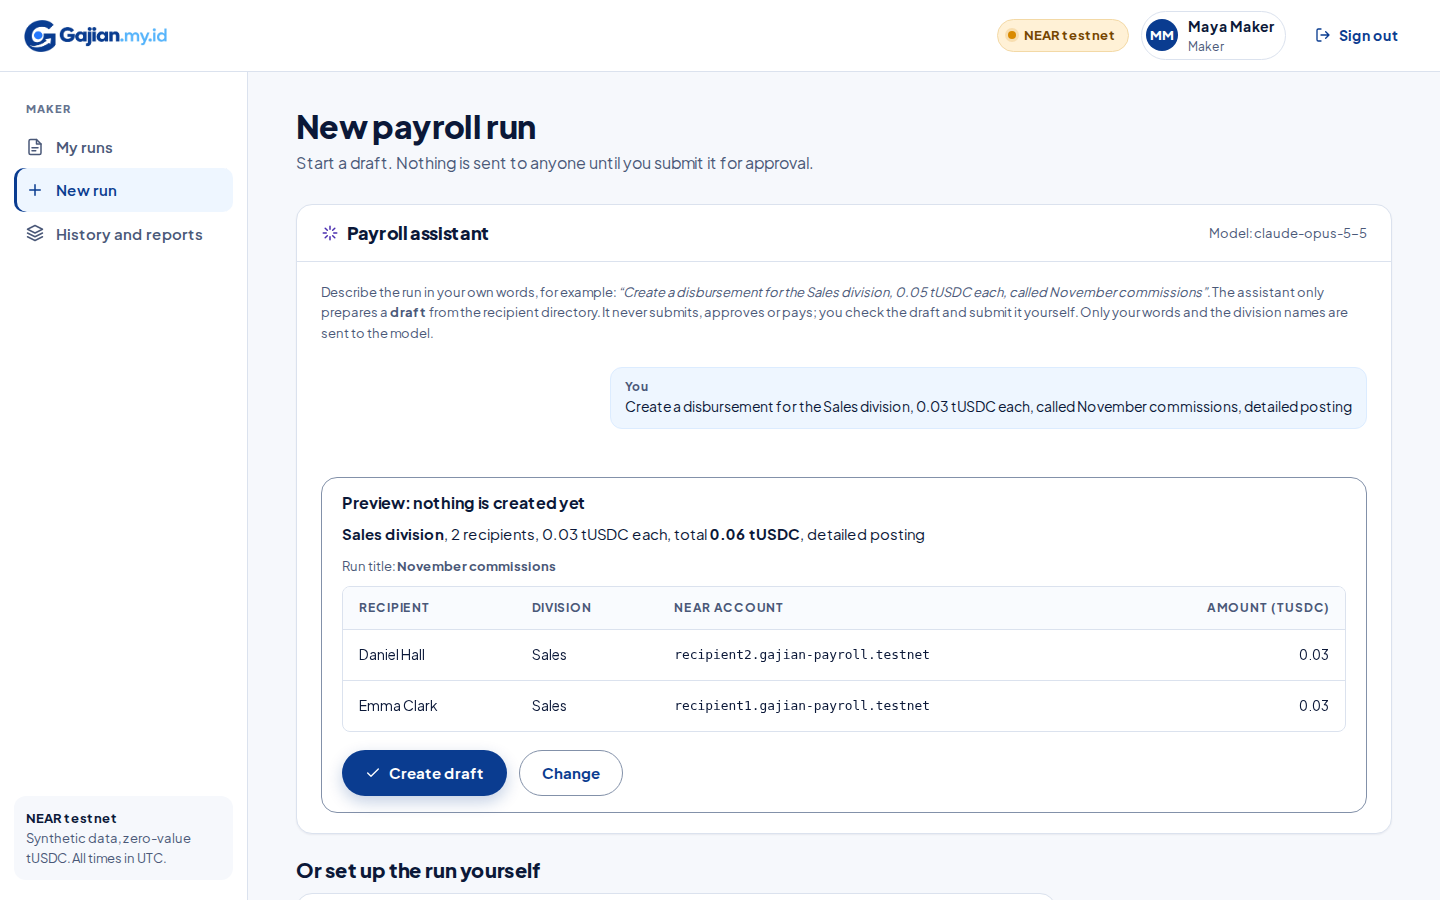 Gajian.my.id
NEAR testnet
MM
Maya Maker
Maker
Sign out
MAKER
My runs
New run
History and reports
NEAR testnet
Synthetic data, zero-value
tUSDC. All times in UTC.
New payroll run
Start a draft. Nothing is sent to anyone until you submit it for approval.
Payroll assistant
Model: claude-opus-5-5
Describe the run in your own words, for example: “Create a disbursement for the Sales division, 0.05 tUSDC each, called November commissions”. The assistant only
prepares a draft from the recipient directory. It never submits, approves or pays; you check the draft and submit it yourself. Only your words and the division names are
sent to the model.
You
Create a disbursement for the Sales division, 0.03 tUSDC each, called November commissions, detailed posting
Preview: nothing is created yet
Sales division, 2 recipients, 0.03 tUSDC each, total 0.06 tUSDC, detailed posting
Run title: November commissions
RECIPIENT DIVISION NEAR ACCOUNT AMOUNT (TUSDC)
Daniel Hall Sales recipient2.gajian-payroll.testnet 0.03
Emma Clark Sales recipient1.gajian-payroll.testnet 0.03
Create draft
Change
Or set up the run yourself